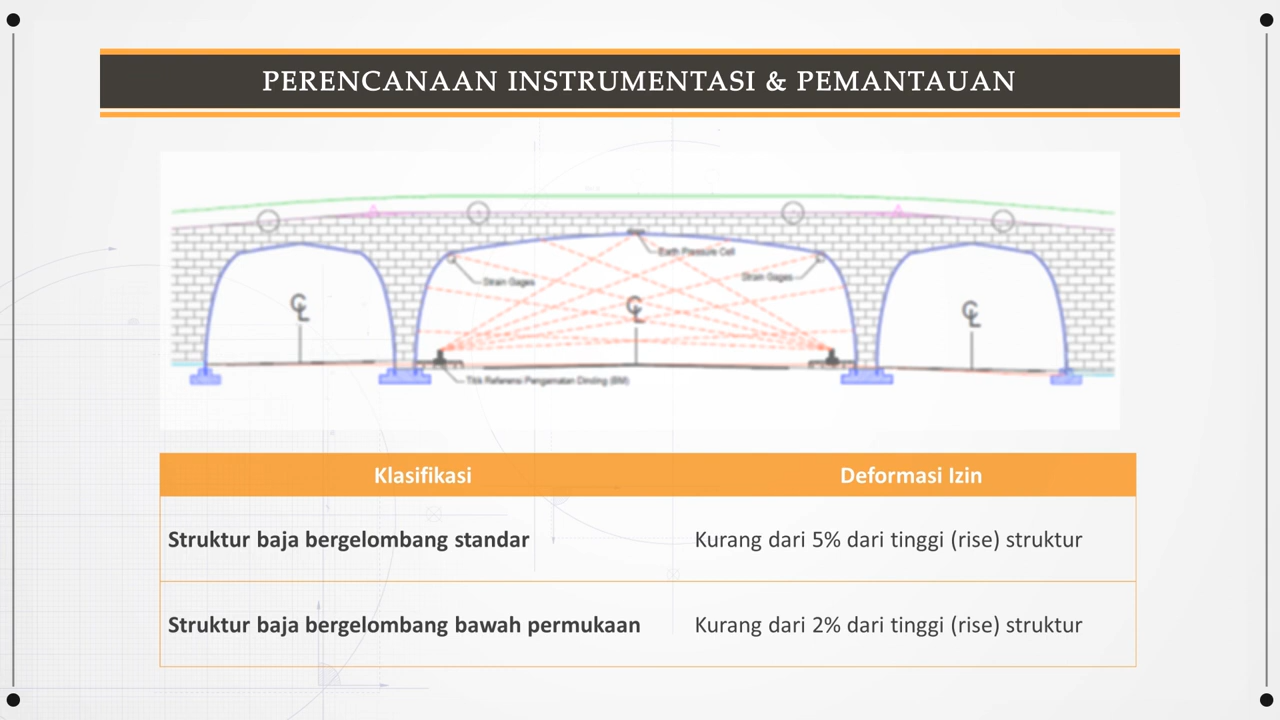 PERENCANAAN INSTRUMENTASI & PEMANTAUAN
Earth Pressure Cell
Strain Gages
Strain Gages
℄
℄
℄
Titik Referensi Pengamatan Dinding (BM)
Klasifikasi
Deformasi Izin
Struktur baja bergelombang standar
Kurang dari 5% dari tinggi (rise) struktur
Struktur baja bergelombang bawah permukaan
Kurang dari 2% dari tinggi (rise) struktur